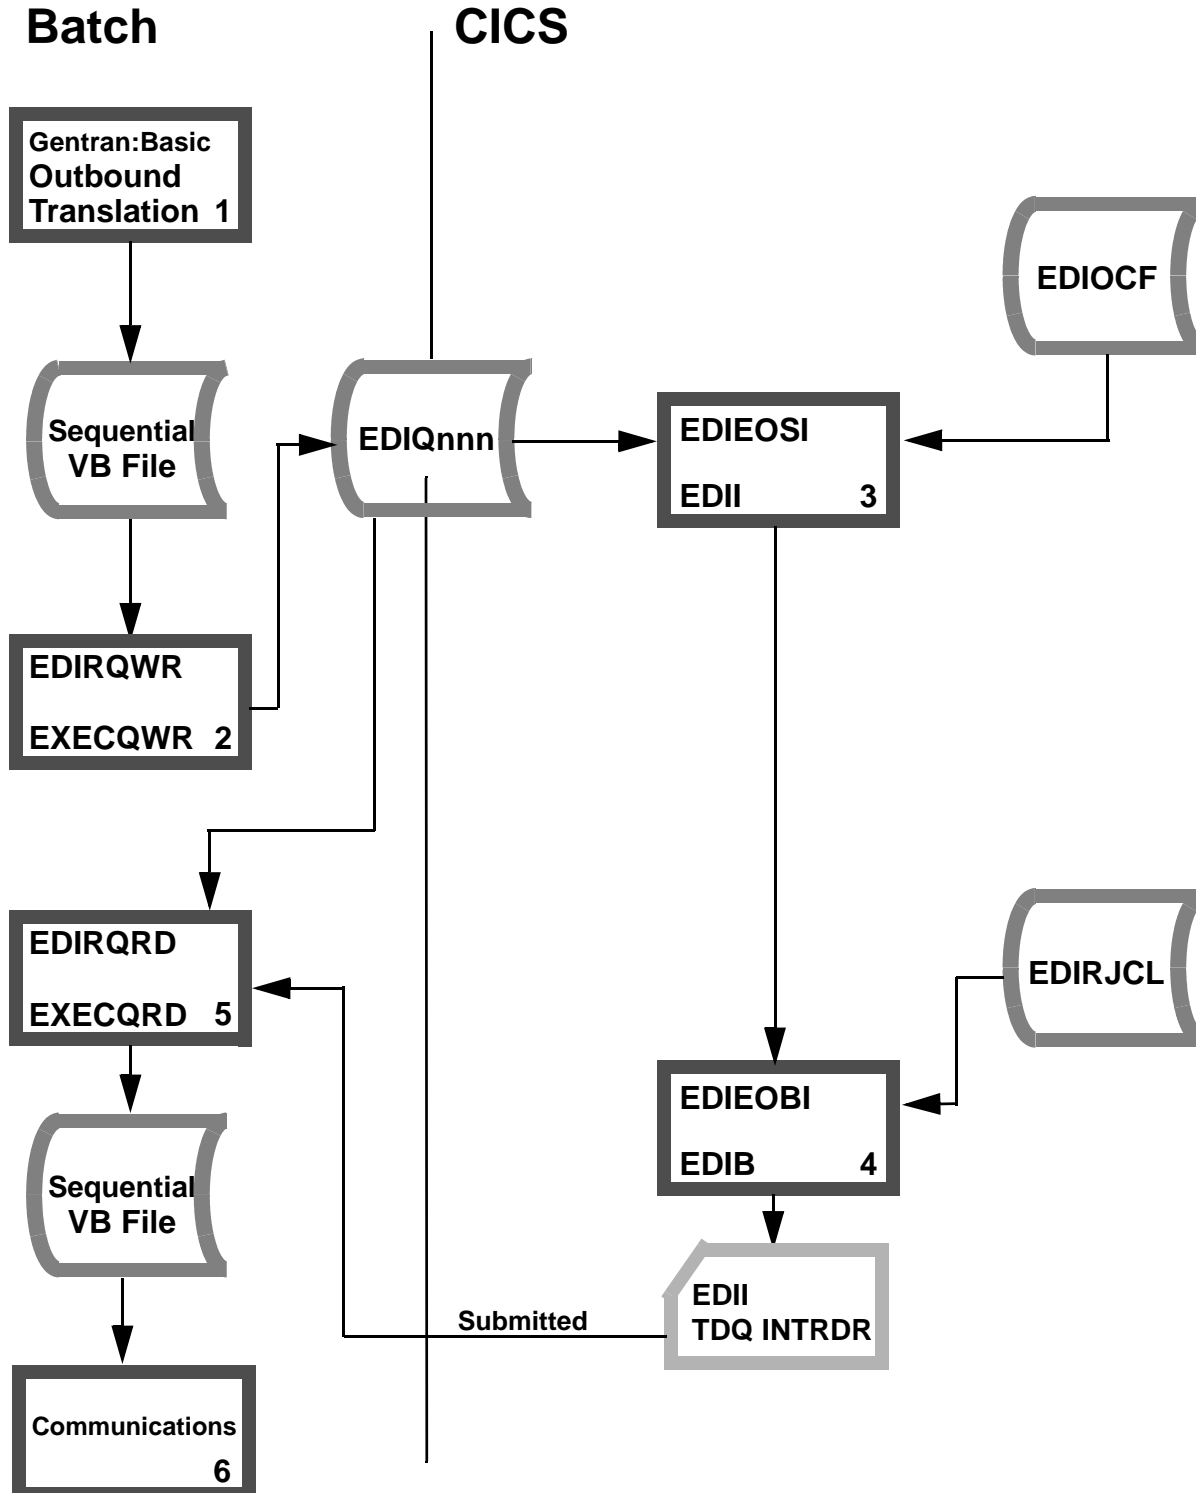 Batch
CICS
Gentran:Basic
Outbound
Translation 1
EDIOCF
Sequential
VB File
EDIQnnn
EDIEOSI
EDII 3
EDIRQWR
EXECQWR 2
EDIRQRD
EXECQRD 5
EDIRJCL
EDIEOBI
EDIB 4
Sequential
VB File
EDII
TDQ INTRDR
Submitted
Communications
6